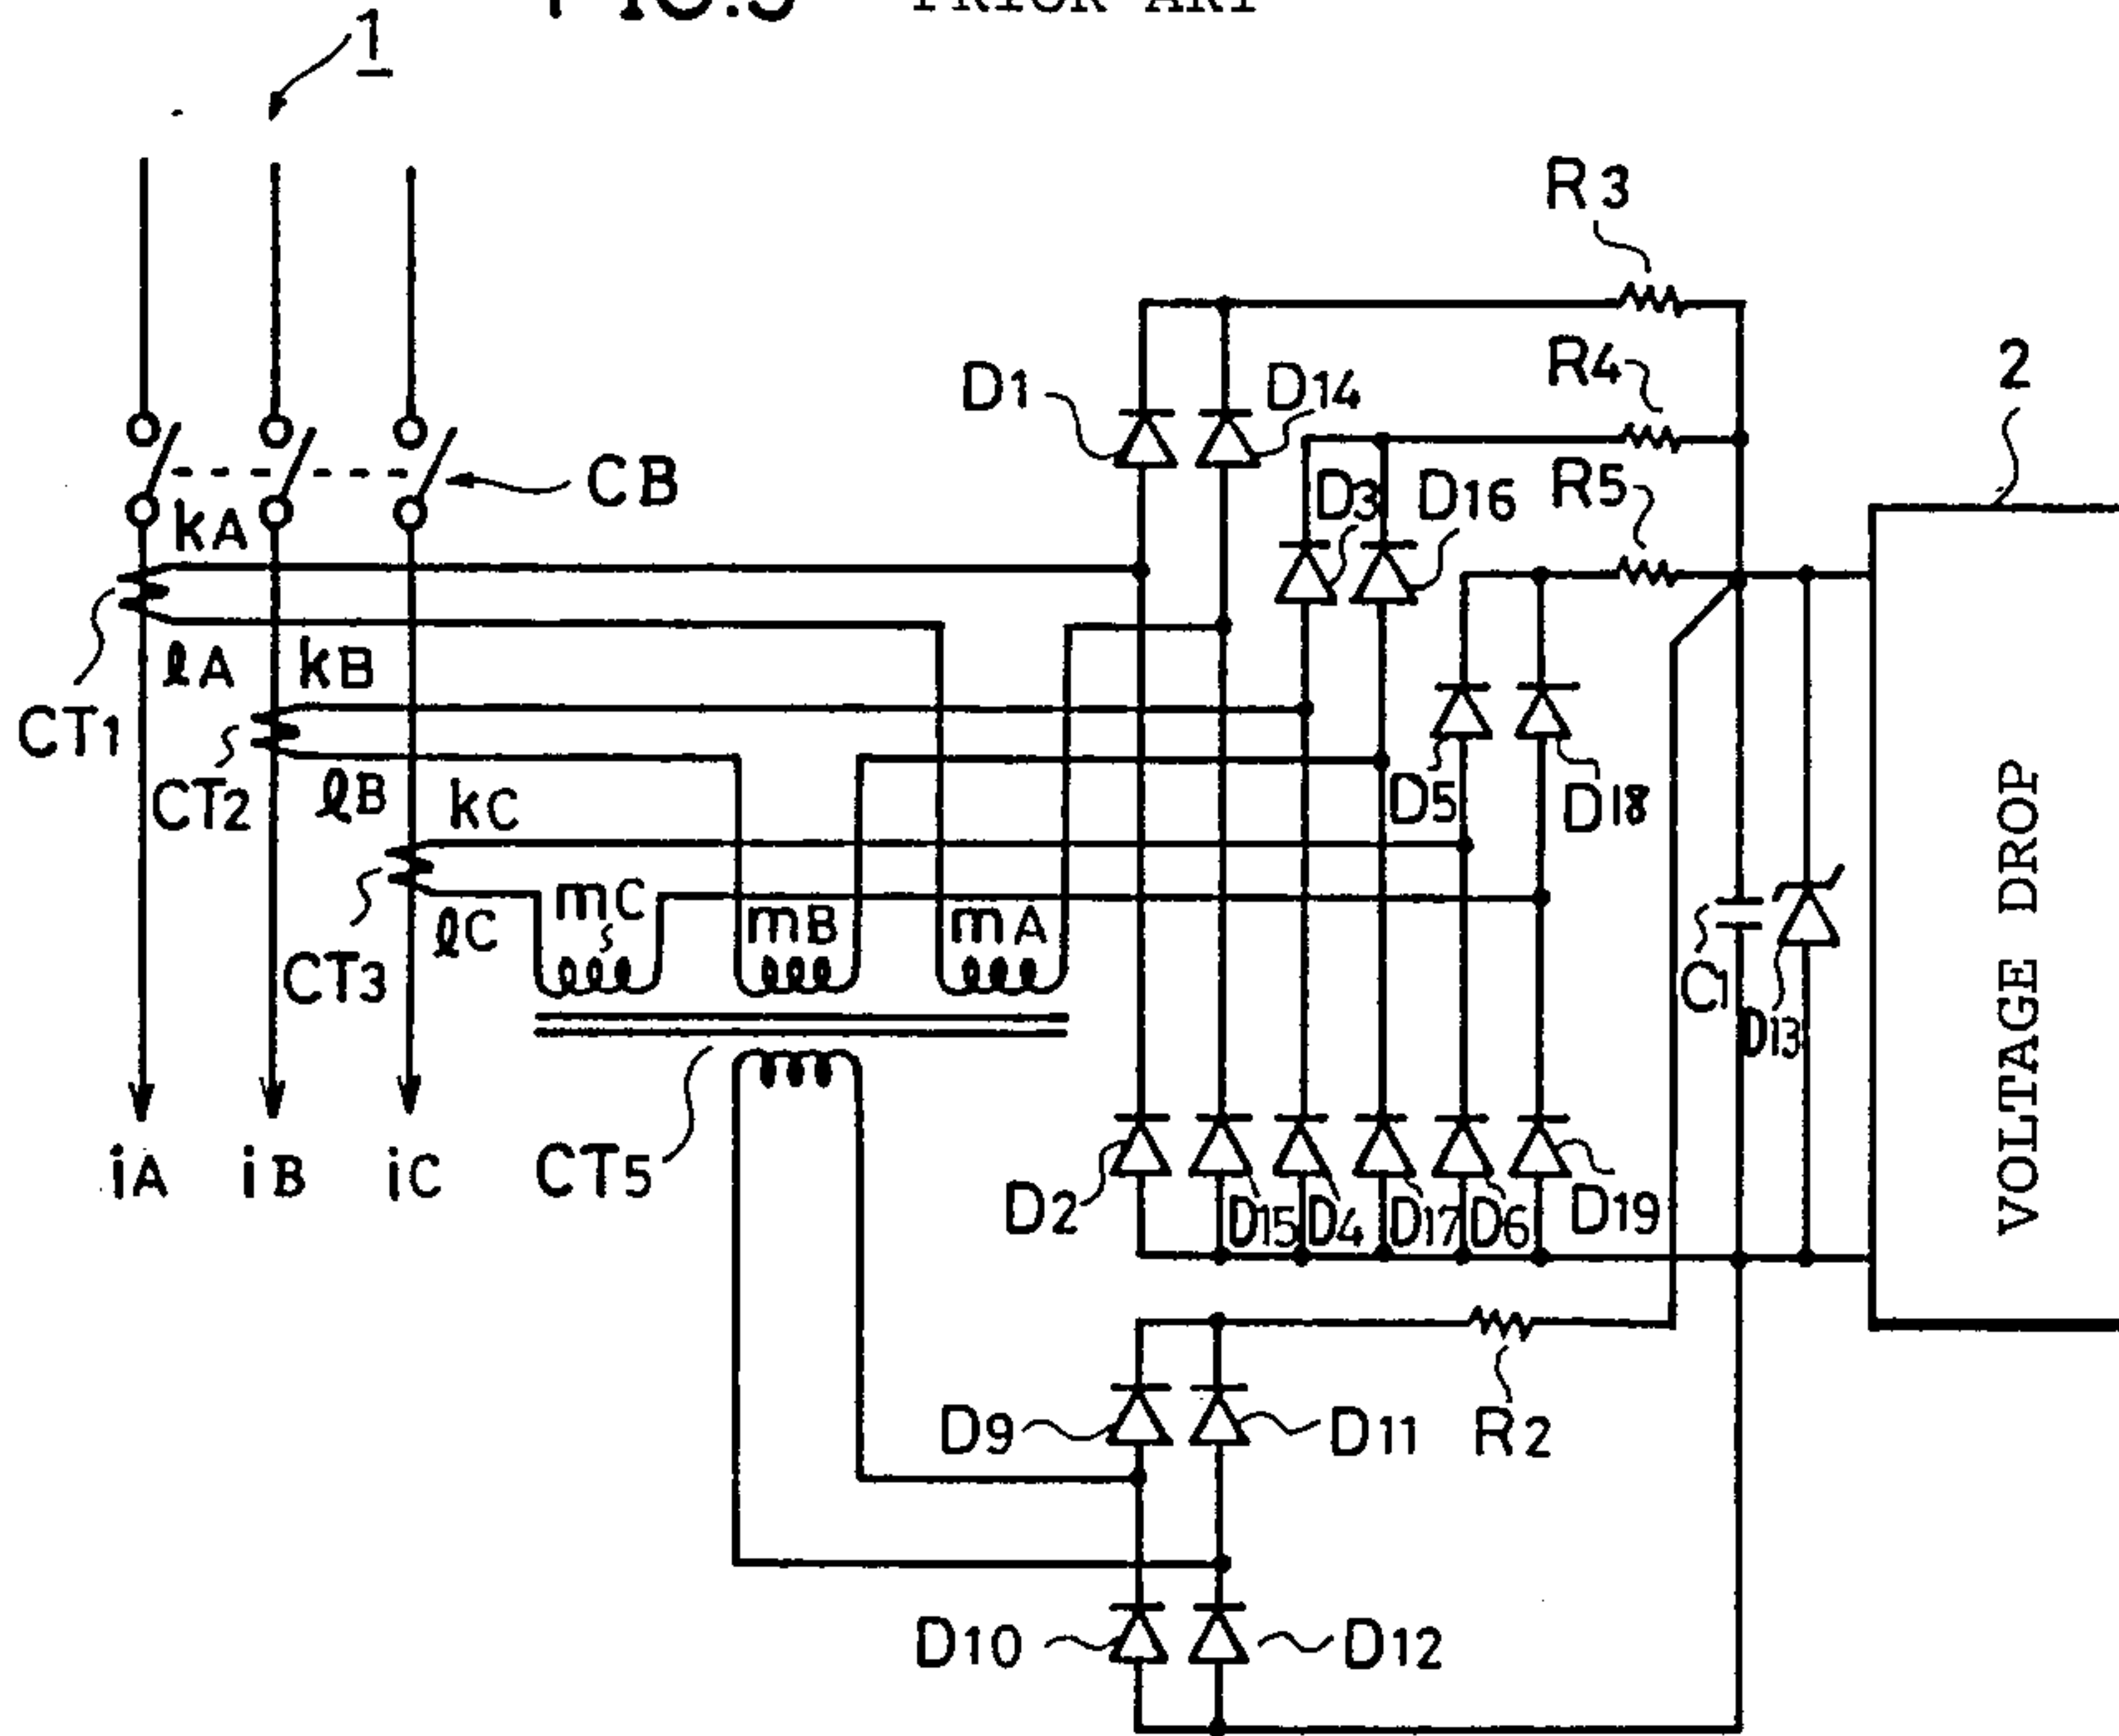 FIG.5 PRIOR ART
1
R3
R4
2
D1
D14
CB
D3
D16
R5
kA
ℓA
kB
CT1
CT2
ℓB
kC
D5
D18
mC
mB
mA
ℓC
CT3
C1
D13
VOLTAGE DROP
iA
iB
iC
CT5
D2
D15
D4
D17
D6
D19
D9
D11
R2
D10
D12